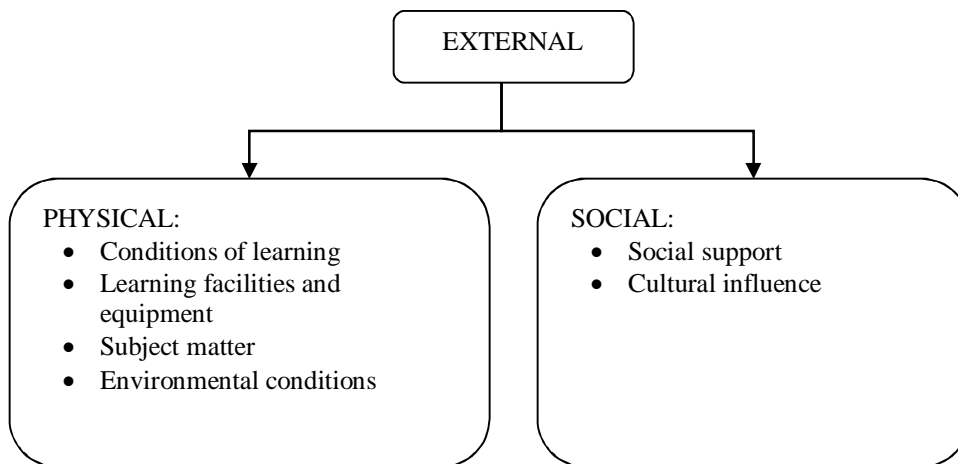 EXTERNAL
PHYSICAL:
• Conditions of learning
• Learning facilities and
equipment
• Subject matter
• Environmental conditions
SOCIAL:
• Social support
• Cultural influence